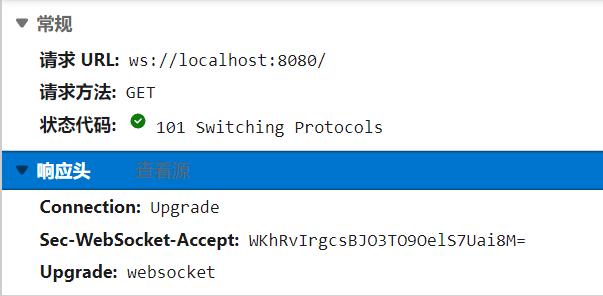 常规
请求 URL: ws://localhost:8080/
请求方法: GET
状态代码: 101 Switching Protocols
响应头 查看源
Connection: Upgrade
Sec-WebSocket-Accept: WKhRvIrgcsBJO3TO9OelS7Uai8M=
Upgrade: websocket